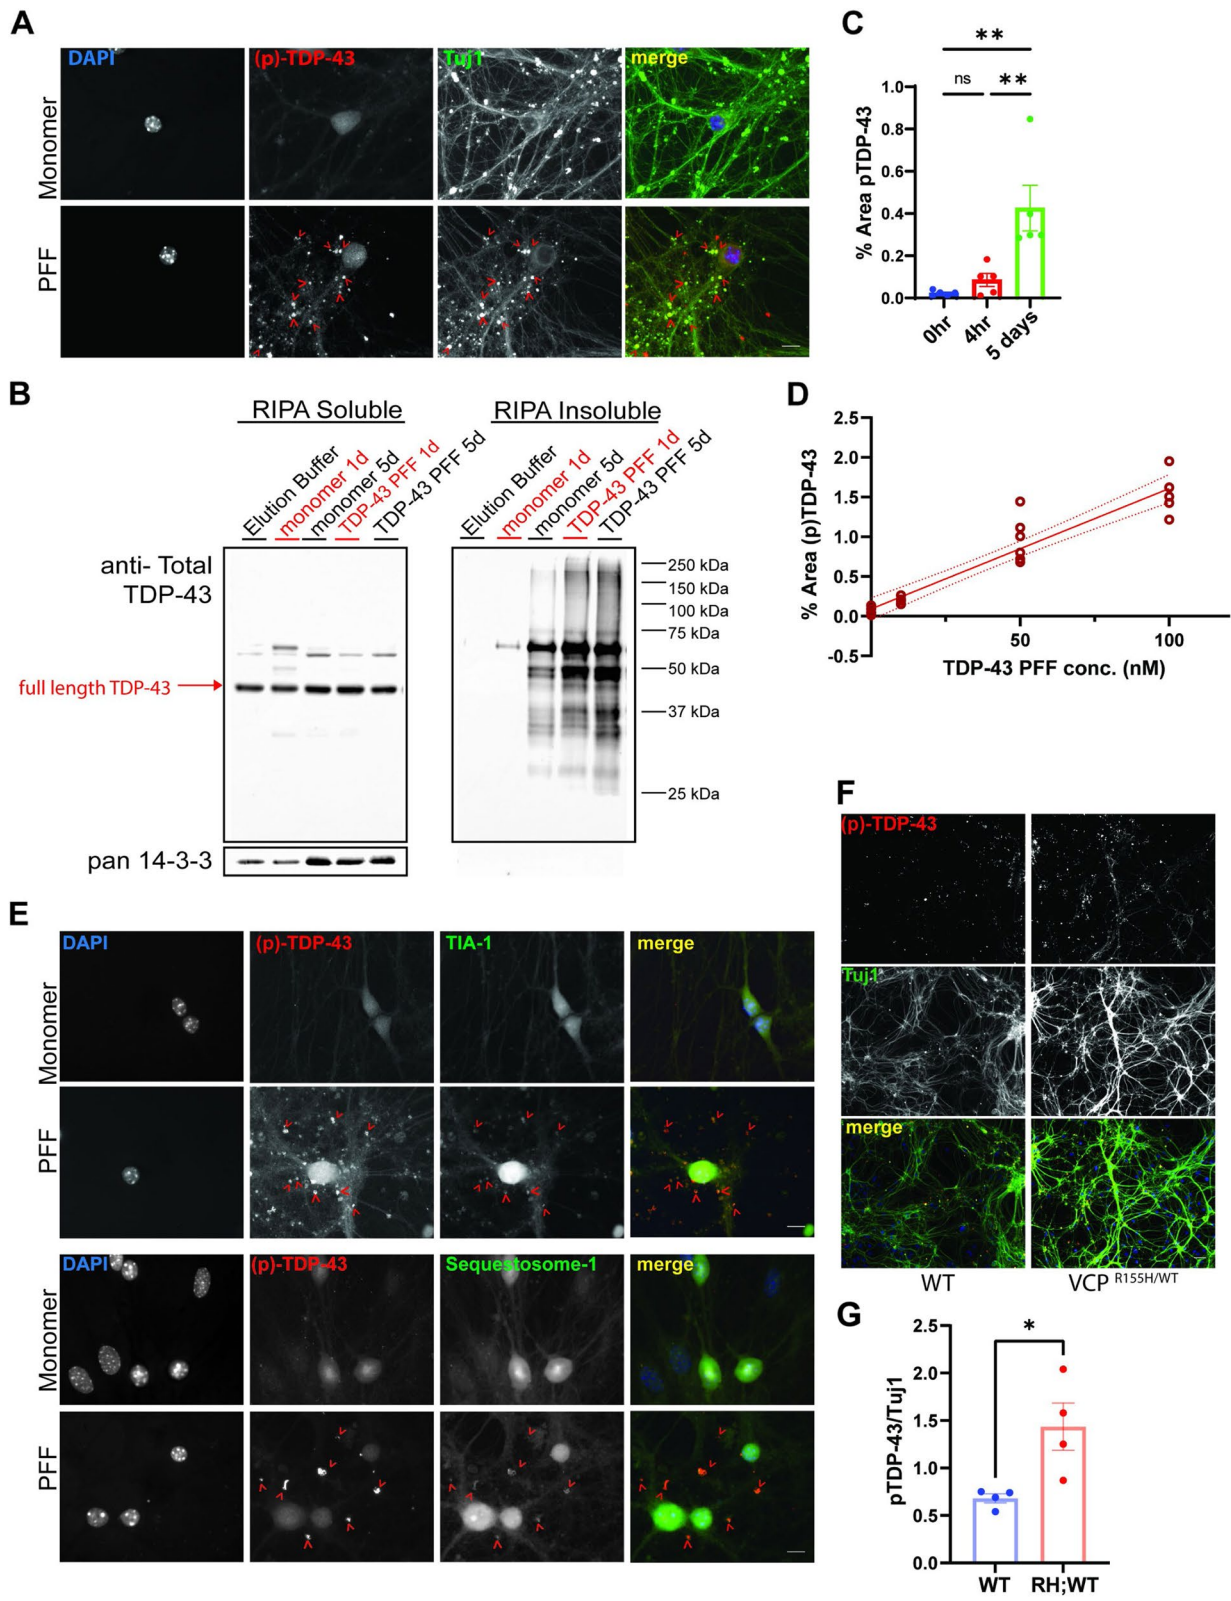 A
DAPI
(p)-TDP-43
Tuj1
merge
Monomer
PFF
C
**
ns
**
% Area pTDP-43
1.0
0.8
0.6
0.4
0.2
0.0
0hr
4hr
5 days
B
RIPA Soluble
RIPA Insoluble
Elution Buffer
monomer 1d
monomer 5d
TDP-43 PFF 1d
TDP-43 PFF 5d
Elution Buffer
monomer 1d
monomer 5d
TDP-43 PFF 1d
TDP-43 PFF 5d
anti- Total
TDP-43
full length TDP-43
250 kDa
150 kDa
100 kDa
75 kDa
50 kDa
37 kDa
25 kDa
pan 14-3-3
D
% Area (p)TDP-43
2.5
2.0
1.5
1.0
0.5
0.0
-0.5
50
100
TDP-43 PFF conc. (nM)
E
DAPI
(p)-TDP-43
TIA-1
merge
Monomer
PFF
DAPI
(p)-TDP-43
Sequestosome-1
merge
Monomer
PFF
F
(p)-TDP-43
Tuj1
merge
WT
VCP R155H/WT
G
*
pTDP-43/Tuj1
2.5
2.0
1.5
1.0
0.5
0.0
WT
RH;WT